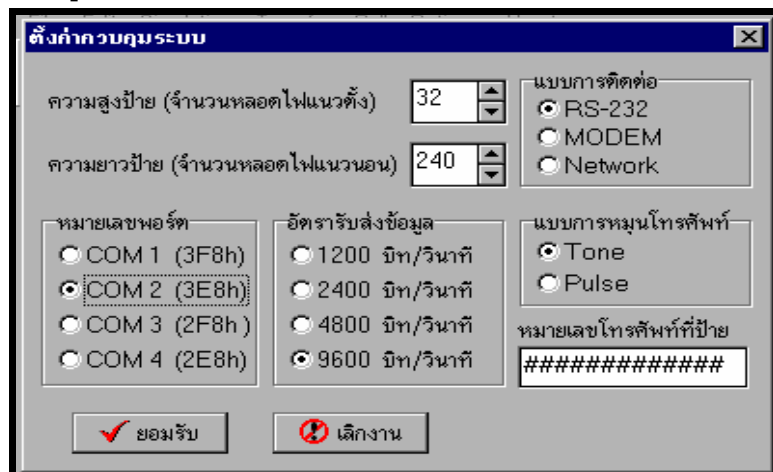 ตั้งค่าควบคุมระบบ
ความสูงป้าย (จำนวนหลอดไฟแนวตั้ง)
32
ความยาวป้าย (จำนวนหลอดไฟแนวนอน)
240
แบบการติดต่อ
RS-232
MODEM
Network
หมายเลขพอร์ต
COM 1 (3F8h)
COM 2 (3E8h)
COM 3 (2F8h)
COM 4 (2E8h)
อัตรารับส่งข้อมูล
1200 บิท/วินาที
2400 บิท/วินาที
4800 บิท/วินาที
9600 บิท/วินาที
แบบการหมุนโทรศัพท์
Tone
Pulse
หมายเลขโทรศัพท์ที่ป้าย
#############
ยอมรับ
เลิกงาน